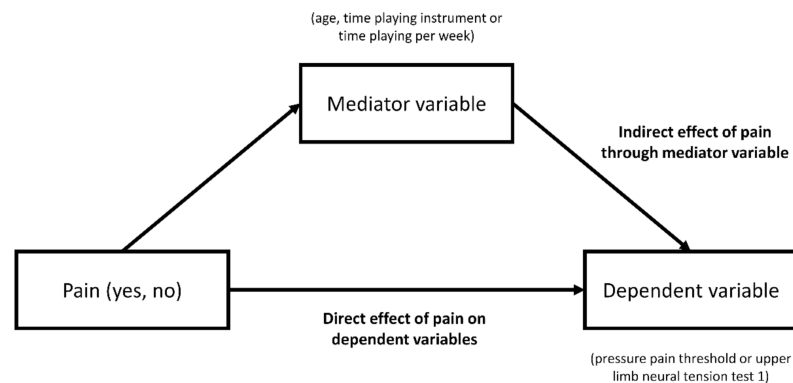 (age, time playing instrument or
time playing per week)
Mediator variable
Indirect effect of pain
through mediator variable
Pain (yes, no)
Direct effect of pain on
dependent variables
Dependent variable
(pressure pain threshold or upper
limb neural tension test 1)